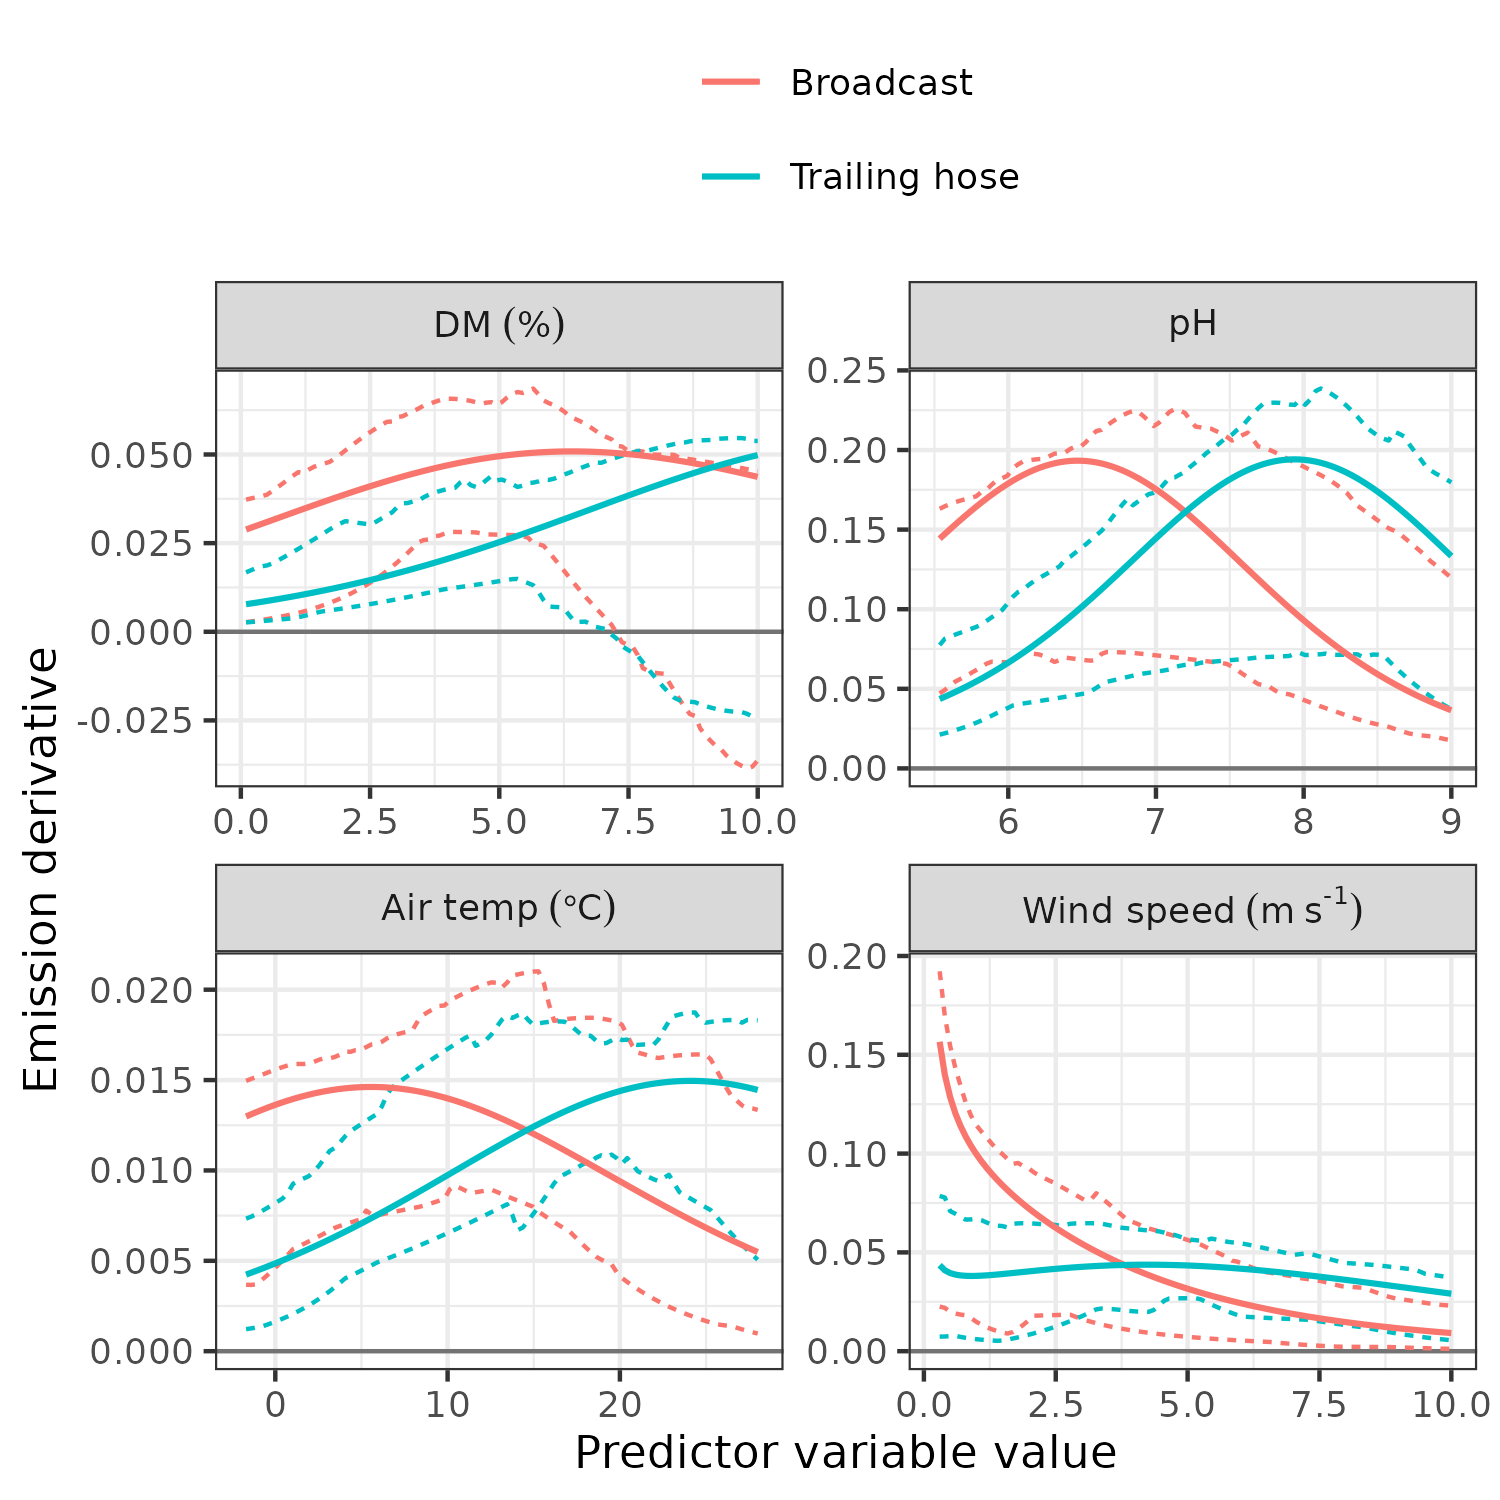 Broadcast
Trailing hose
DM (%)
pH
0.050
0.025
0.000
-0.025
0.0 2.5 5.0 7.5 10.0
0.25
0.20
0.15
0.10
0.05
0.00
6 7 8 9
Air temp (°C)
Wind speed (m s-1)
0.020
0.015
0.010
0.005
0.000
0 10 20
0.20
0.15
0.10
0.05
0.00
0.0 2.5 5.0 7.5 10.0
Emission derivative
Predictor variable value